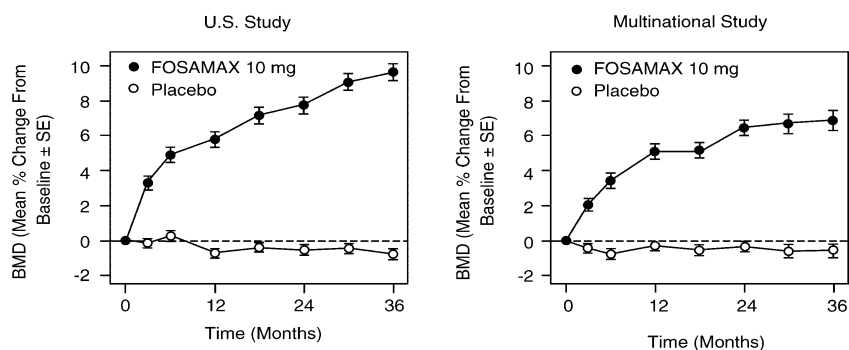 U.S. Study
BMD (Mean % Change From
Baseline ± SE)
10
8
6
4
2
0
-2
FOSAMAX 10 mg
Placebo
0
12
24
36
Time (Months)
Multinational Study
BMD (Mean % Change From
Baseline ± SE)
10
8
6
4
2
0
-2
FOSAMAX 10 mg
Placebo
0
12
24
36
Time (Months)